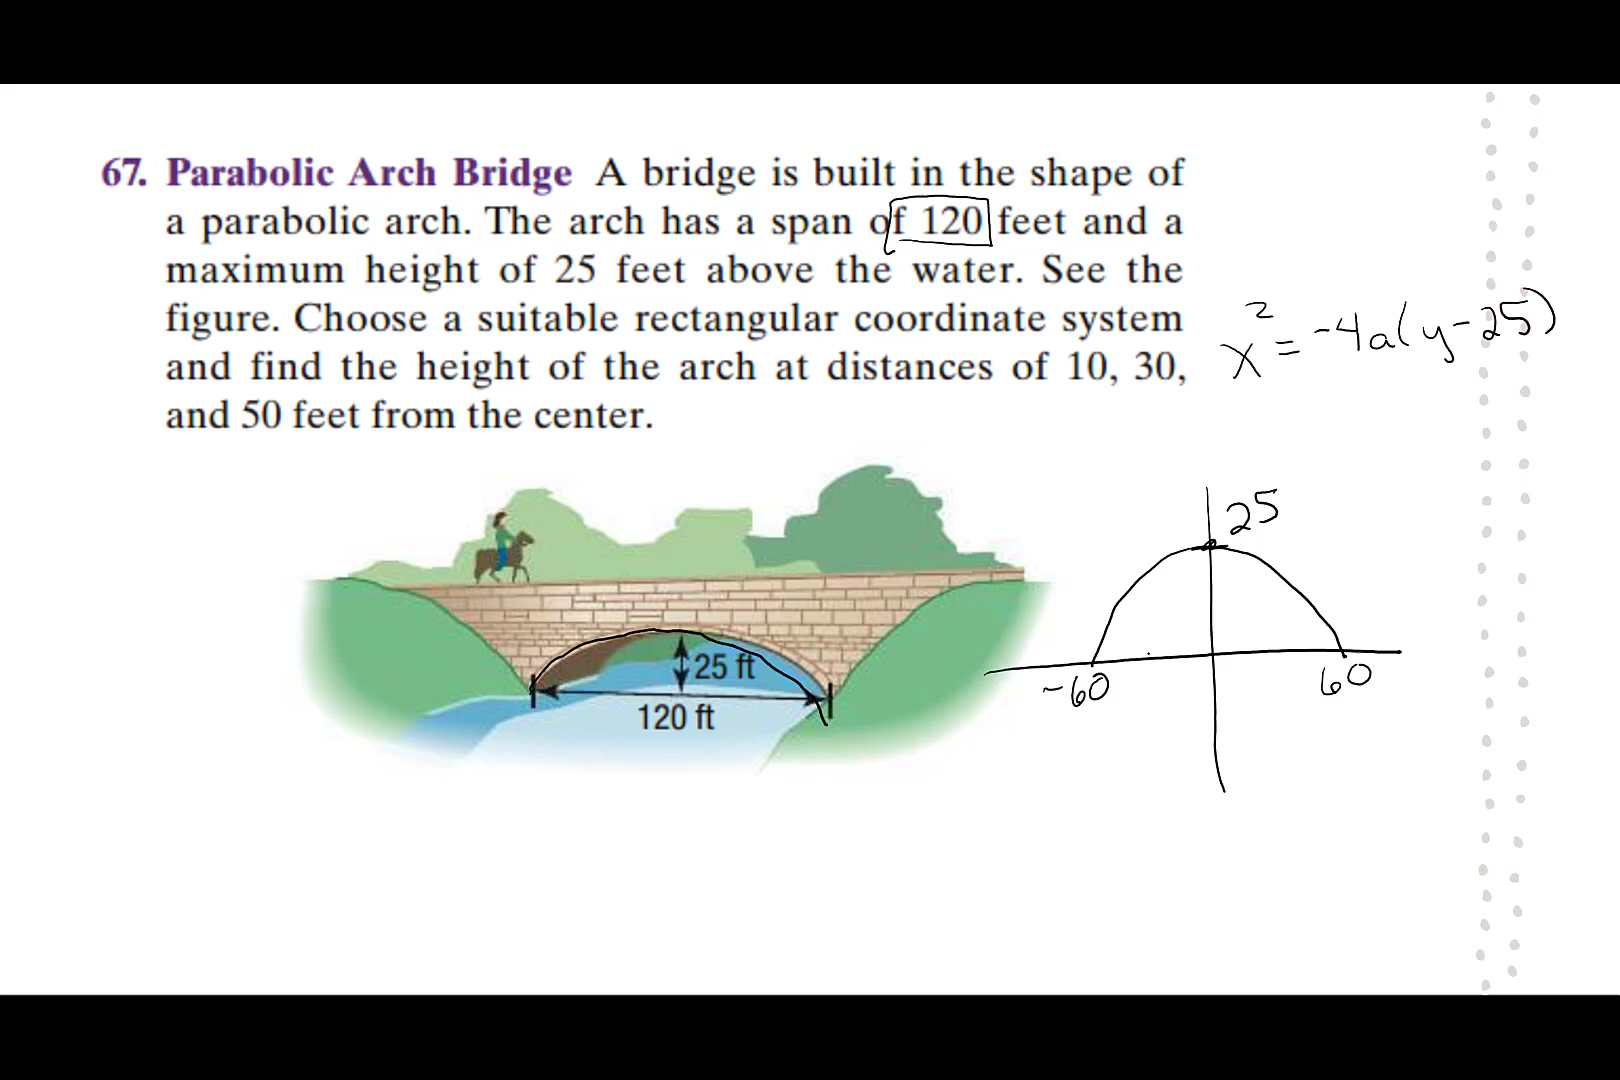 67. Parabolic Arch Bridge A bridge is built in the shape of
a parabolic arch. The arch has a span of 120 feet and a
maximum height of 25 feet above the water. See the
figure. Choose a suitable rectangular coordinate system
and find the height of the arch at distances of 10, 30,
and 50 feet from the center.
x² = -4a(y-25)
25
25 ft
120 ft
-60
60